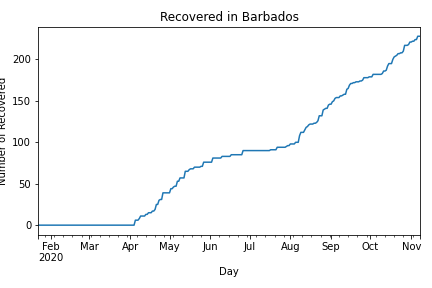 Recovered in Barbados
Number of Recovered
200
150
100
50
0
Feb Mar Apr May Jun Jul Aug Sep Oct Nov
2020
Day